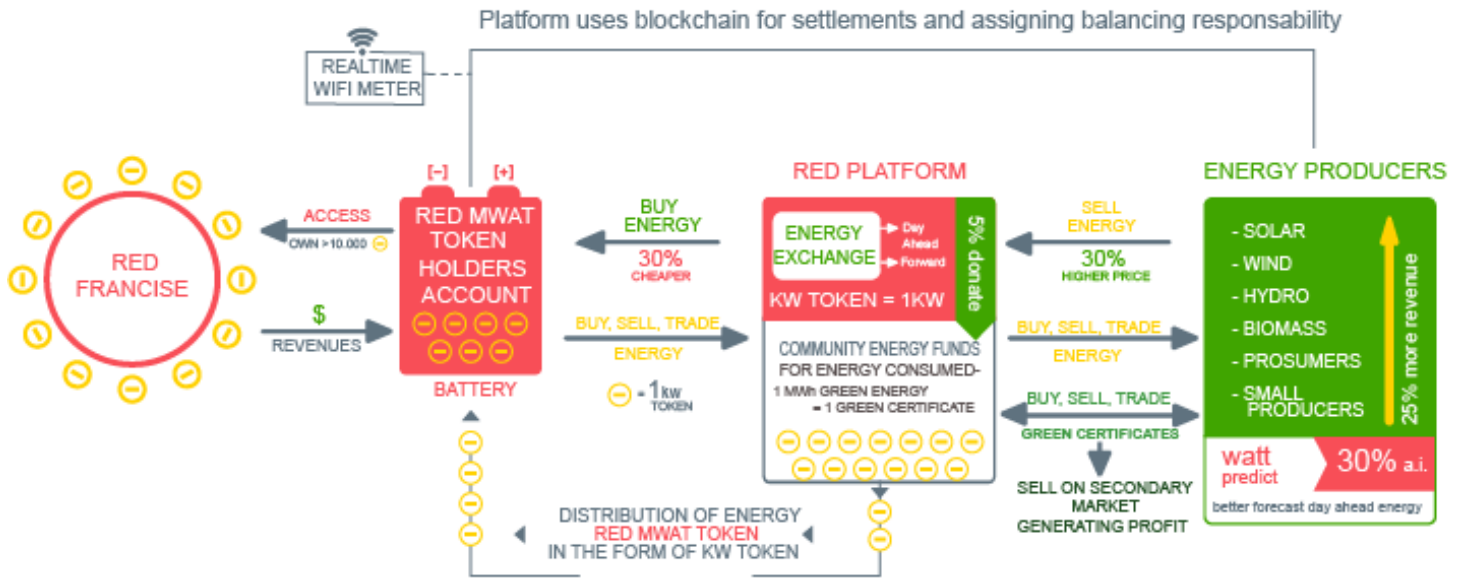 Platform uses blockchain for settlements and assigning balancing responsability
REALTIME
WIFI METER
RED
FRANCISE
ACCESS
OWN >10.000
$
REVENUES
[-] [+]
RED MWAT
TOKEN
HOLDERS
ACCOUNT
BATTERY
BUY
ENERGY
30%
CHEAPER
BUY, SELL, TRADE
ENERGY
= 1kw
TOKEN
RED PLATFORM
ENERGY
EXCHANGE
Day
Ahead
Forward
KW TOKEN = 1KW
5% donate
COMMUNITY ENERGY FUNDS
FOR ENERGY CONSUMED-
1 MWh GREEN ENERGY
= 1 GREEN CERTIFICATE
DISTRIBUTION OF ENERGY
RED MWAT TOKEN
IN THE FORM OF KW TOKEN
SELL
ENERGY
30%
HIGHER PRICE
BUY, SELL, TRADE
ENERGY
BUY, SELL, TRADE
GREEN CERTIFICATES
SELL ON SECONDARY
MARKET
GENERATING PROFIT
ENERGY PRODUCERS
- SOLAR
- WIND
- HYDRO
- BIOMASS
- PROSUMERS
- SMALL
PRODUCERS
25% more revenue
watt
predict
30% a.i.
better forecast day ahead energy